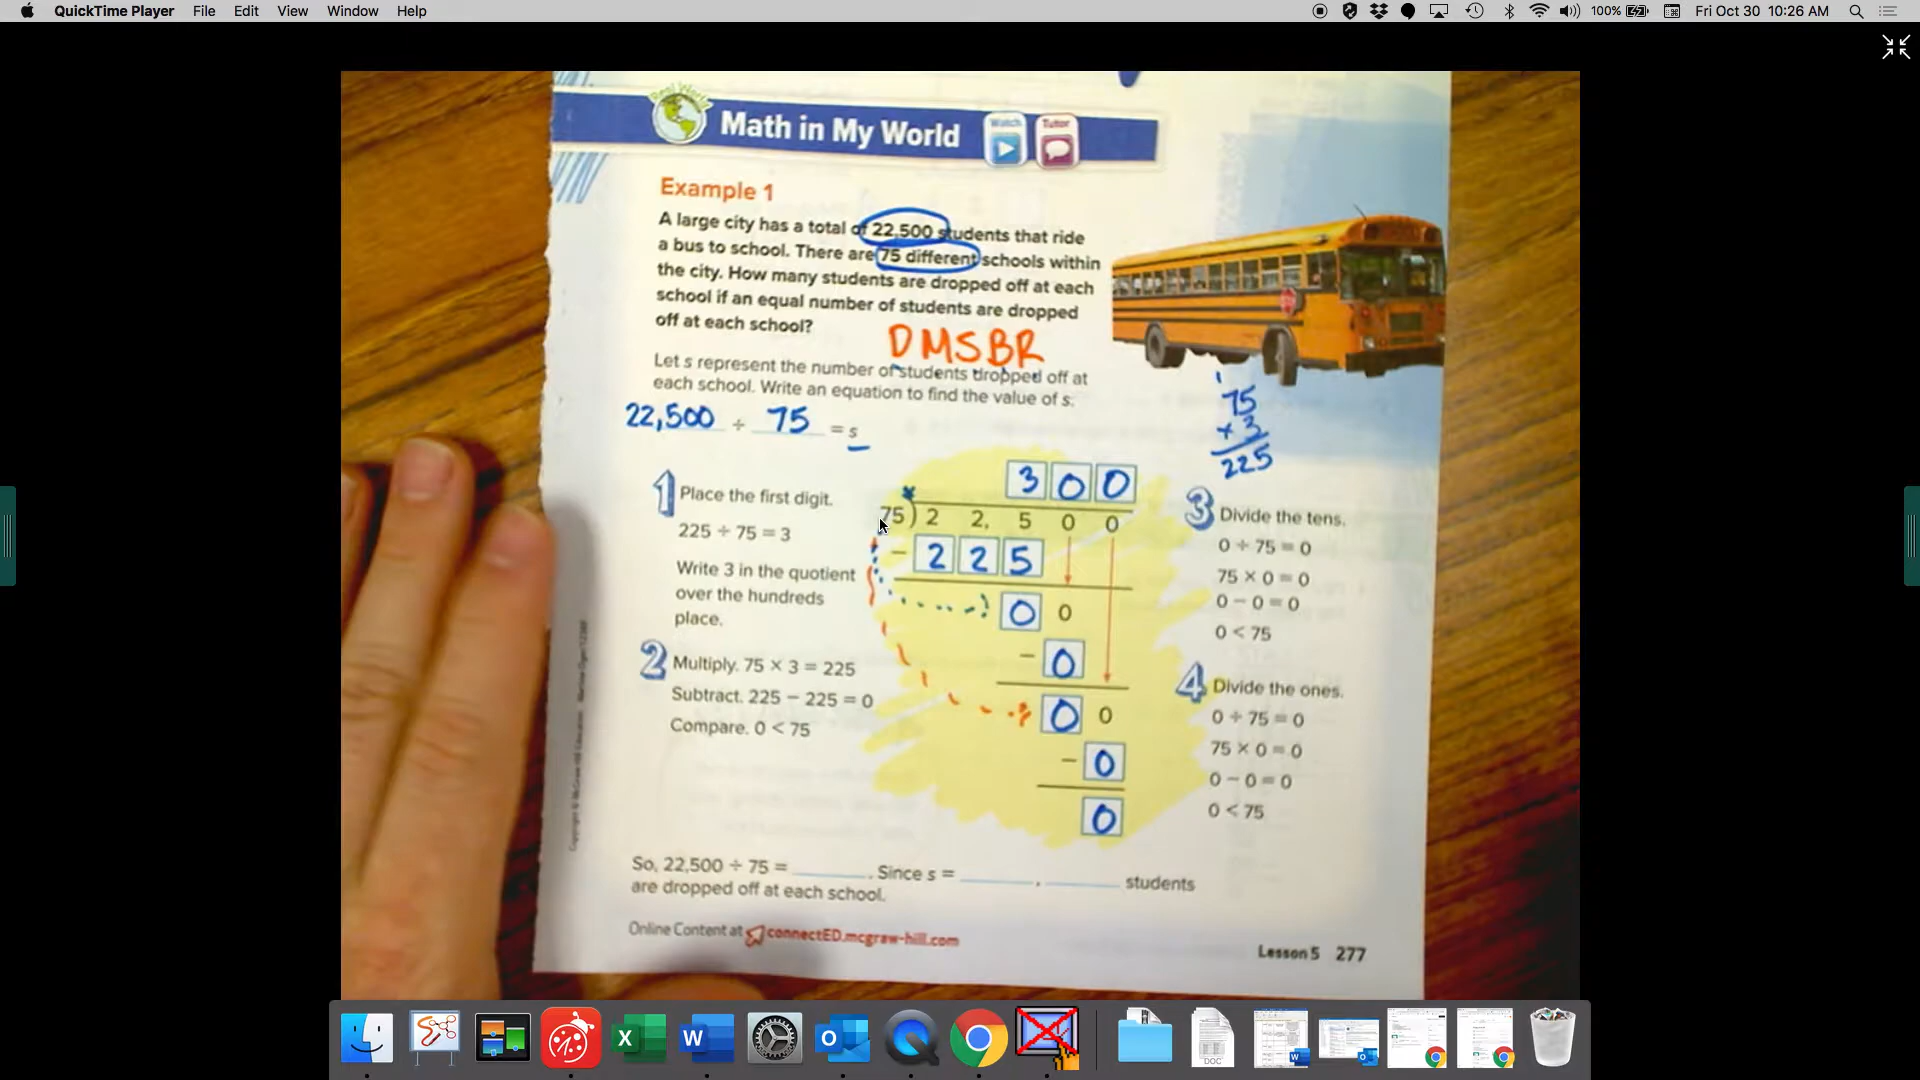 QuickTime Player File Edit View Window Help 100% Fri Oct 30 10:26 AM
Real World
Math in My World
Watch
Tutor
Example 1
A large city has a total of 22,500 students that ride
a bus to school. There are 75 different schools within
the city. How many students are dropped off at each
school if an equal number of students are dropped
off at each school?
DMSBR
Let s represent the number of students dropped off at
each school. Write an equation to find the value of s.
22,500 ÷ 75 = s
1
75
× 3
225
1 Place the first digit.
225 ÷ 75 = 3
Write 3 in the quotient
over the hundreds
place.
2 Multiply. 75 × 3 = 225
Subtract. 225 − 225 = 0
Compare. 0 < 75
3 0 0
75) 2 2, 5 0 0
− 2 2 5
0 0
− 0
0 0
− 0
0
3 Divide the tens.
0 ÷ 75 = 0
75 × 0 = 0
0 − 0 = 0
0 < 75
4 Divide the ones.
0 ÷ 75 = 0
75 × 0 = 0
0 − 0 = 0
0 < 75
So, 22,500 ÷ 75 = ______. Since s = ______, ______ students
are dropped off at each school.
Online Content at connectED.mcgraw-hill.com
Lesson 5 277
X
W
O
DOC